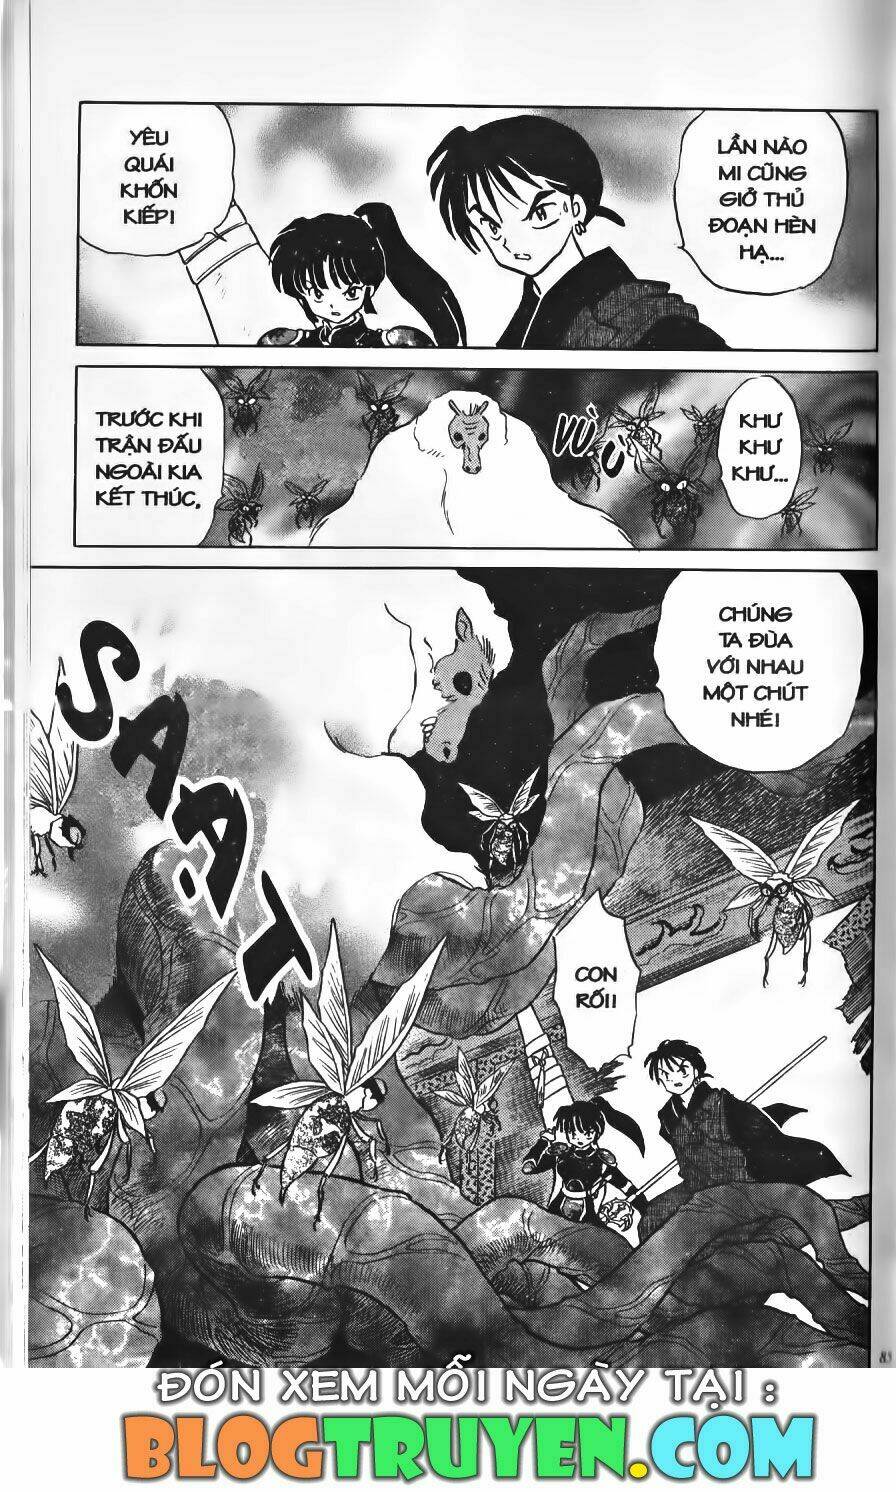 LẦN NÀO
MI CŨNG
GIỞ THỦ
ĐOẠN HÈN
HẠ...
YÊU
QUÁI
KHỐN
KIẾP!
KHƯ
KHƯ
KHƯ...
VÙ Ù
TRƯỚC KHI
TRẬN ĐẤU
NGOÀI KIA
KẾT THÚC,
CHÚNG
TA ĐÙA
VỚI NHAU
MỘT CHÚT
NHÉ!
SAẠT
CON
RỐI!
ĐÓN XEM MỖI NGÀY TẠI :
BLOGTRUYEN.COM